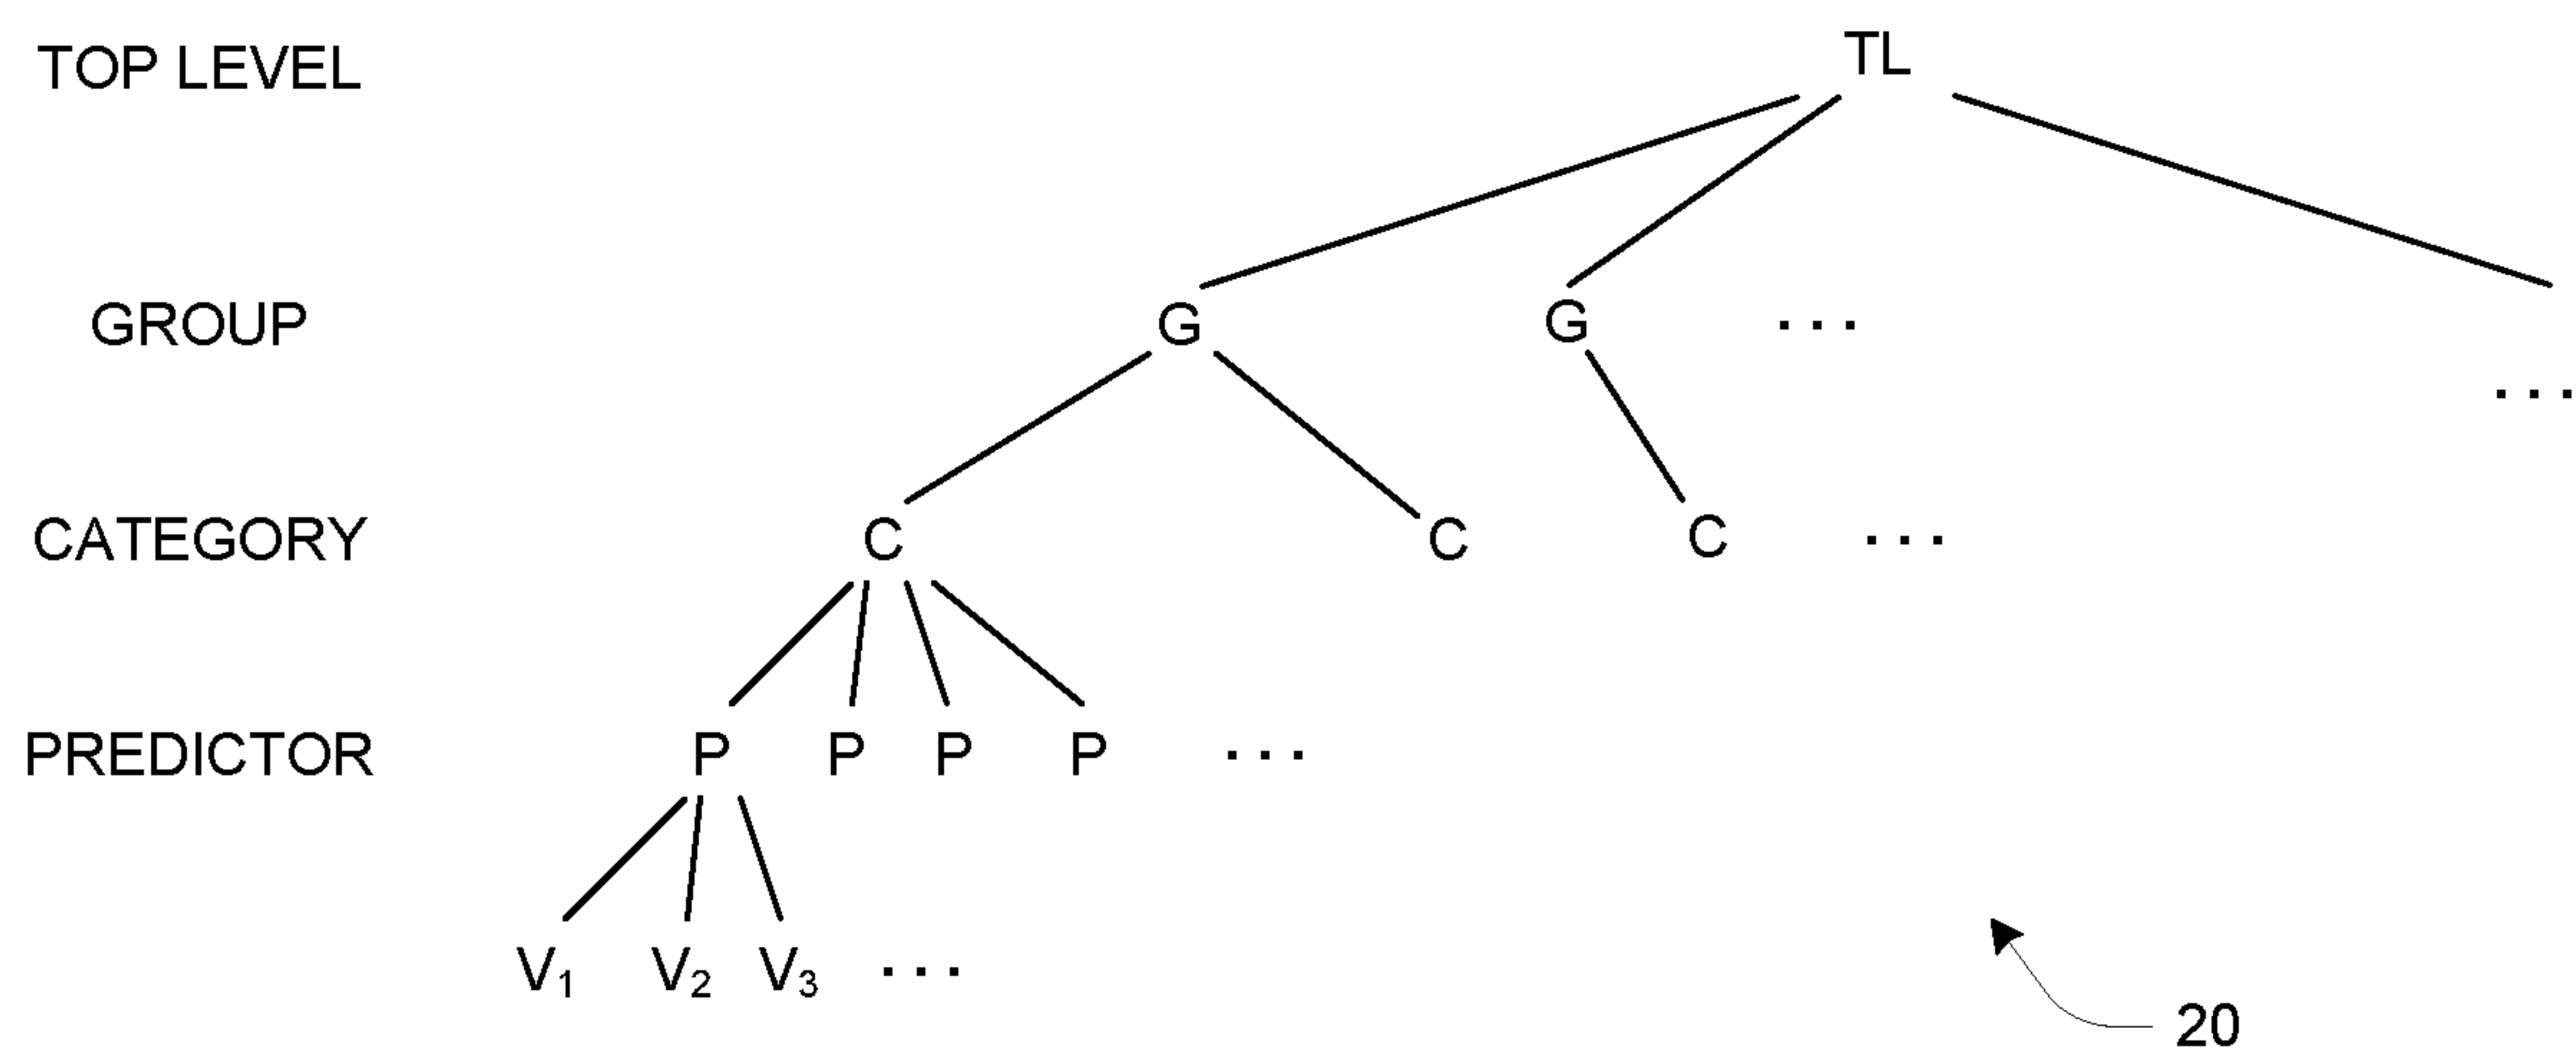 TOP LEVEL TL
GROUP G G ...
...
CATEGORY C C C ...
PREDICTOR P P P P ...
V₁ V₂ V₃ ...
20